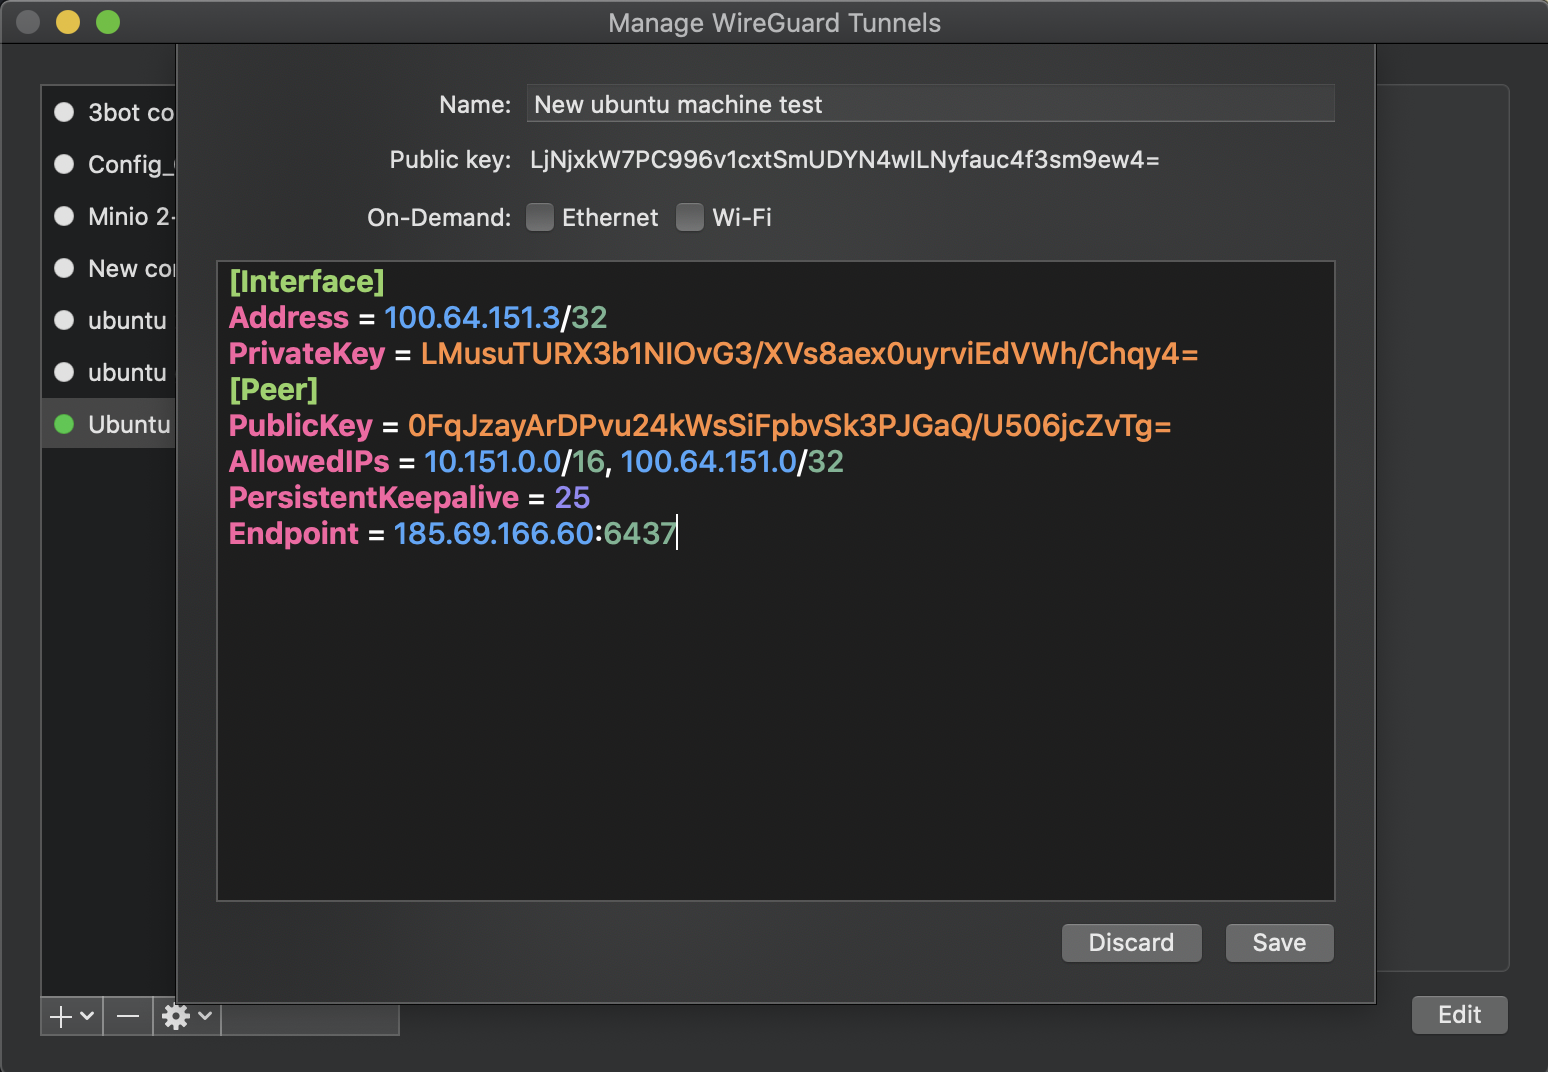 Manage WireGuard Tunnels
3bot co
Config_
Minio 2-
New co
ubuntu
ubuntu
Ubuntu
Name: New ubuntu machine test
Public key: LjNjxkW7PC996v1cxtSmUDYN4wILNyfauc4f3sm9ew4=
On-Demand: Ethernet Wi-Fi
[Interface]
Address = 100.64.151.3/32
PrivateKey = LMusuTURX3b1NIOvG3/XVs8aex0uyrviEdVWh/Chqy4=
[Peer]
PublicKey = 0FqJzayArDPvu24kWsSiFpbvSk3PJGaQ/U506jcZvTg=
AllowedIPs = 10.151.0.0/16, 100.64.151.0/32
PersistentKeepalive = 25
Endpoint = 185.69.166.60:6437
Discard Save
Edit